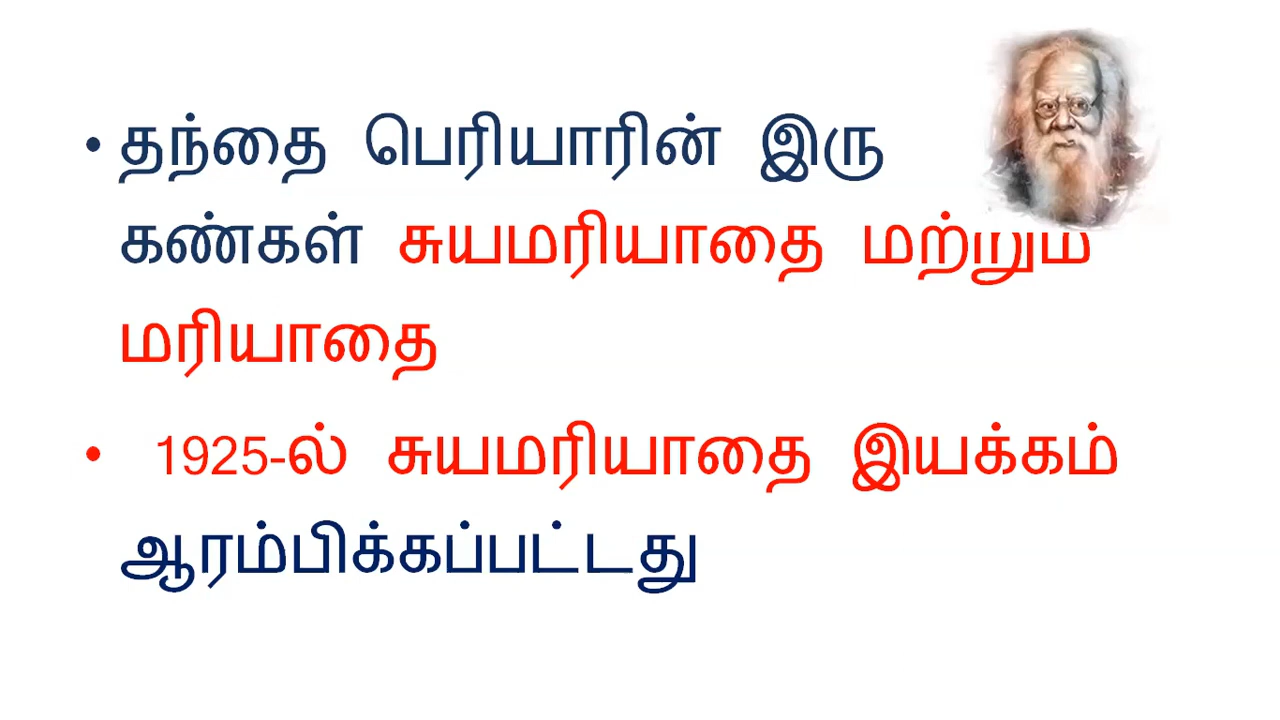 • தந்தை பெரியாரின் இரு
கண்கள் சுயமரியாதை மற்றும்
மரியாதை
• 1925-ல் சுயமரியாதை இயக்கம்
ஆரம்பிக்கப்பட்டது